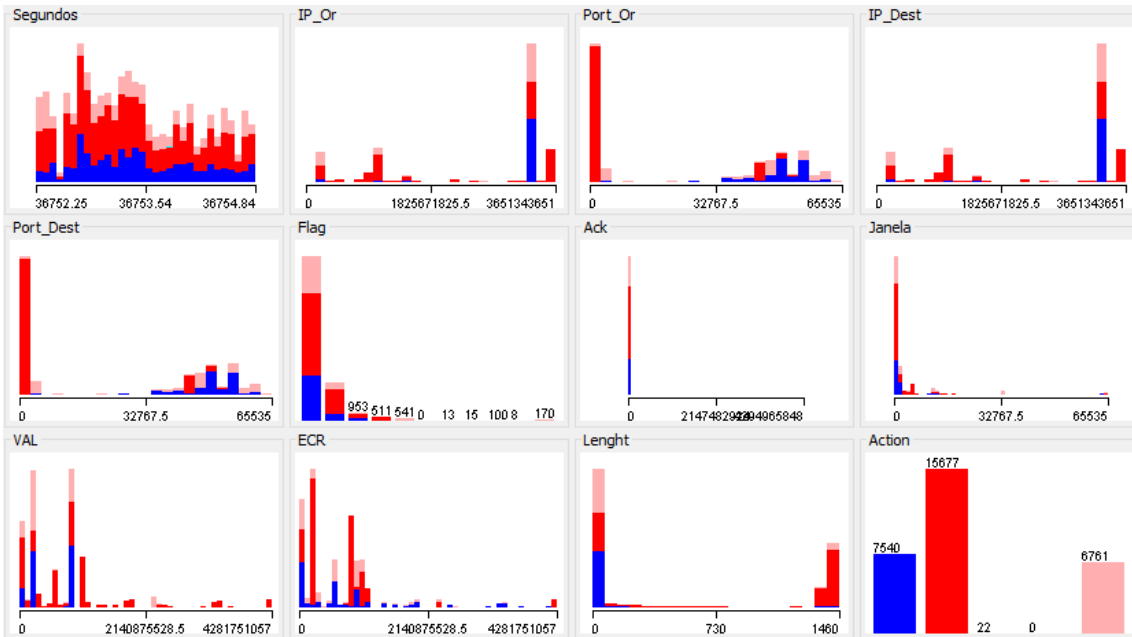 Segundos
IP_Or
Port_Or
IP_Dest
36752.25 36753.54 36754.84
0 1825671825.5 3651343651
0 32767.5 65535
0 1825671825.5 3651343651
Port_Dest
Flag
Ack
Janela
953 511 541 0 13 15 100 8 170
0 32767.5 65535
0
0 32767.5 65535
VAL
ECR
Lenght
Action
15677
7540
6761
22 0
0 2140875528.5 4281751057
0 2140875528.5 4281751057
0 730 1460